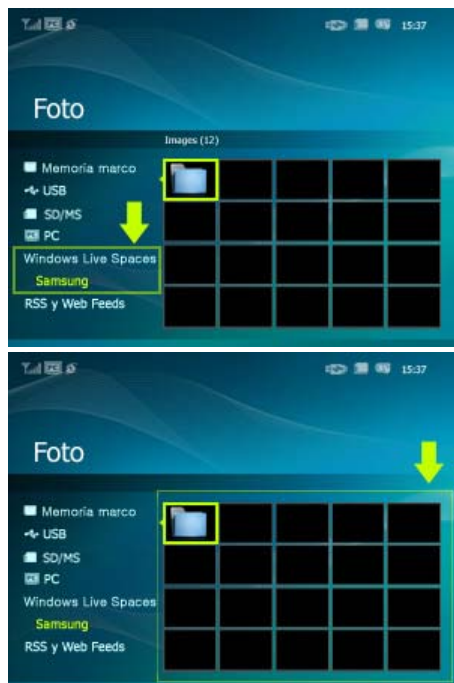 15:37
Foto
Images (12)
Memoria marco
USB
SD/MS
PC
Windows Live Spaces
Samsung
RSS y Web Feeds
15:37
Foto
Memoria marco
USB
SD/MS
PC
Windows Live Spaces
Samsung
RSS y Web Feeds